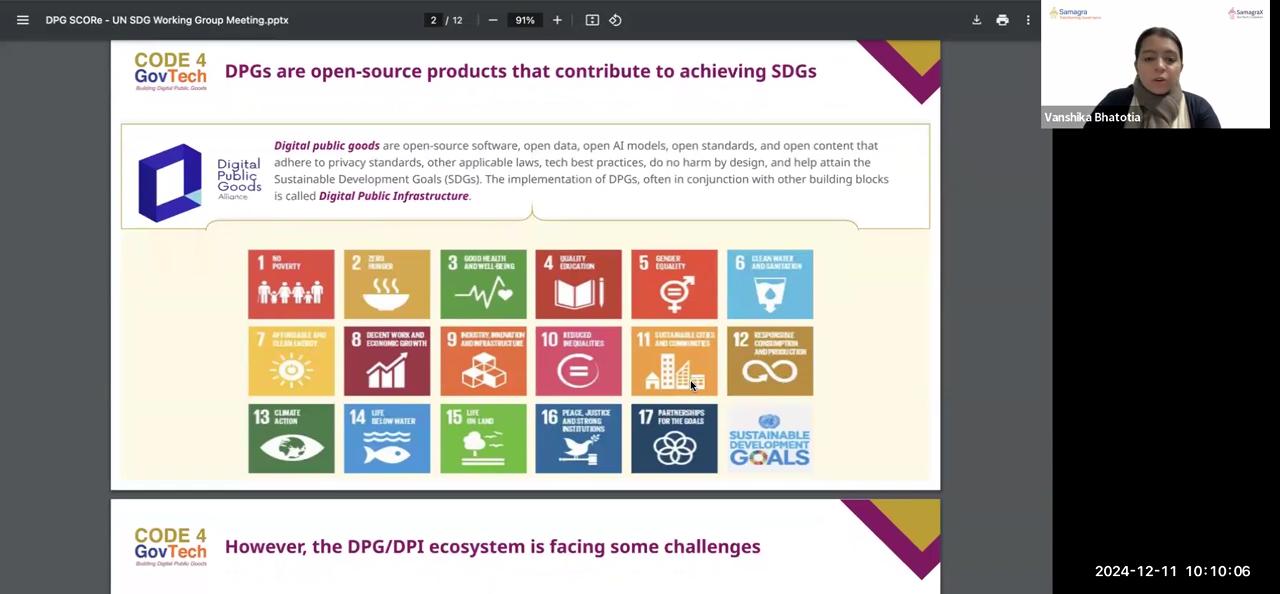 DPG SCORe - UN SDG Working Group Meeting.pptx
2 / 12
91%
Samagra
Transforming Governance
SamagraX
Vanshika Bhatotia
CODE 4
GovTech
Building Digital Public Goods
DPGs are open-source products that contribute to achieving SDGs
Digital
Public
Goods
Alliance
Digital public goods are open-source software, open data, open AI models, open standards, and open content that
adhere to privacy standards, other applicable laws, tech best practices, do no harm by design, and help attain the
Sustainable Development Goals (SDGs). The implementation of DPGs, often in conjunction with other building blocks
is called Digital Public Infrastructure.
1 NO
POVERTY
2 ZERO
HUNGER
3 GOOD HEALTH
AND WELL-BEING
4 QUALITY
EDUCATION
5 GENDER
EQUALITY
6 CLEAN WATER
AND SANITATION
7 AFFORDABLE AND
CLEAN ENERGY
8 DECENT WORK AND
ECONOMIC GROWTH
9 INDUSTRY, INNOVATION
AND INFRASTRUCTURE
10 REDUCED
INEQUALITIES
11 SUSTAINABLE CITIES
AND COMMUNITIES
12 RESPONSIBLE
CONSUMPTION
AND PRODUCTION
13 CLIMATE
ACTION
14 LIFE
BELOW WATER
15 LIFE
ON LAND
16 PEACE, JUSTICE
AND STRONG
INSTITUTIONS
17 PARTNERSHIPS
FOR THE GOALS
SUSTAINABLE
DEVELOPMENT
GOALS
CODE 4
GovTech
Building Digital Public Goods
However, the DPG/DPI ecosystem is facing some challenges
2024-12-11 10:10:06